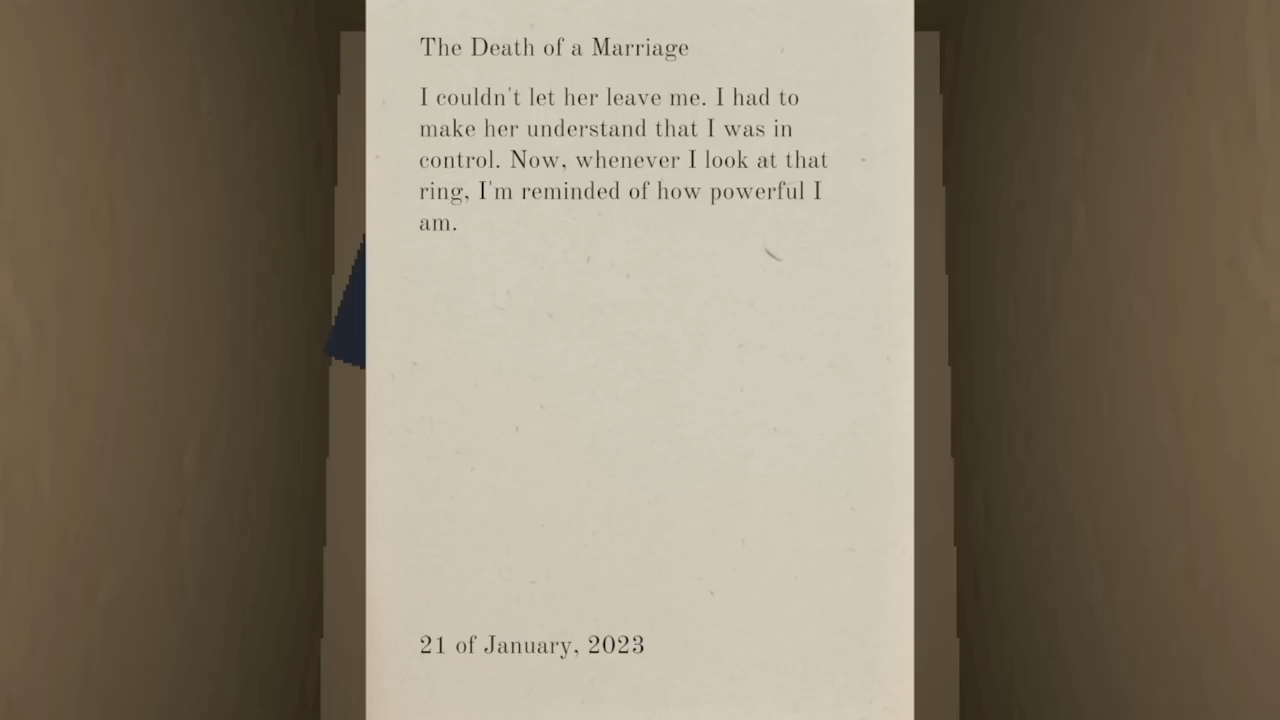 The Death of a Marriage
I couldn't let her leave me. I had to
make her understand that I was in
control. Now, whenever I look at that
ring, I'm reminded of how powerful I
am.
21 of January, 2023